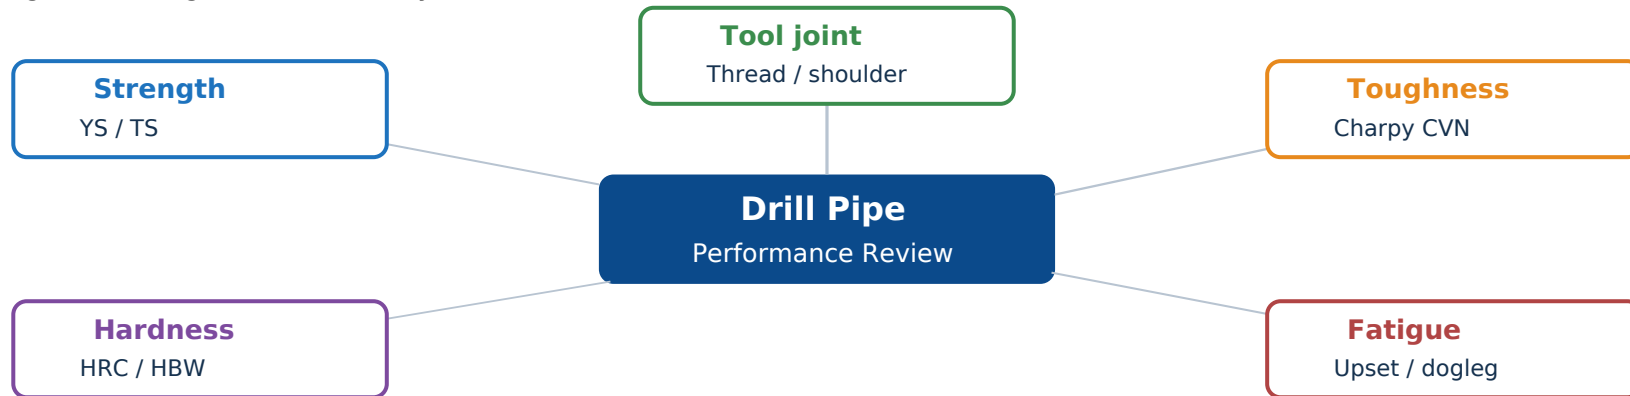 Tool joint
Thread / shoulder
Strength
YS / TS
Toughness
Charpy CVN
Drill Pipe
Performance Review
Hardness
HRC / HBW
Fatigue
Upset / dogleg